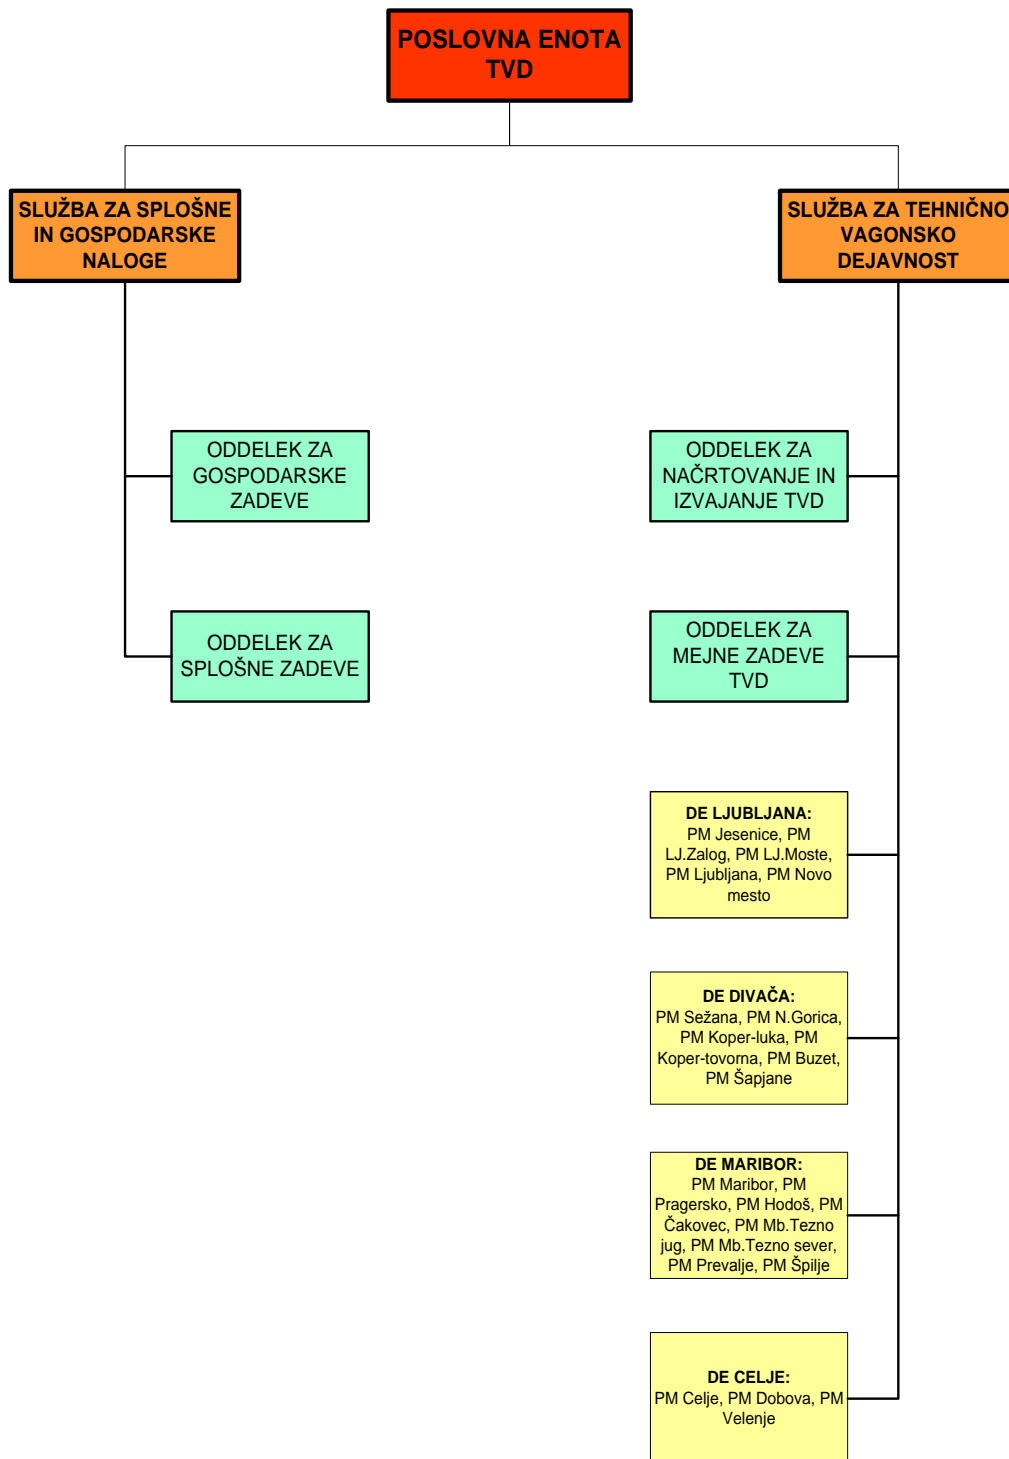 POSLOVNA ENOTA
TVD
SLUŽBA ZA SPLOŠNE
IN GOSPODARSKE
NALOGE
SLUŽBA ZA TEHNIČNO
VAGONSKO
DEJAVNOST
ODDELEK ZA
GOSPODARSKE
ZADEVE
ODDELEK ZA
NAČRTOVANJE IN
IZVAJANJE TVD
ODDELEK ZA
SPLOŠNE ZADEVE
ODDELEK ZA
MEJNE ZADEVE
TVD
DE LJUBLJANA:
PM Jesenice, PM
LJ.Zalog, PM LJ.Moste,
PM Ljubljana, PM Novo
mesto
DE DIVAČA:
PM Sežana, PM N.Gorica,
PM Koper-luka, PM
Koper-tovorna, PM Buzet,
PM Šapjane
DE MARIBOR:
PM Maribor, PM
Pragersko, PM Hodoš, PM
Čakovec, PM Mb.Tezno
jug, PM Mb.Tezno sever,
PM Prevalje, PM Špilje
DE CELJE:
PM Celje, PM Dobova, PM
Velenje